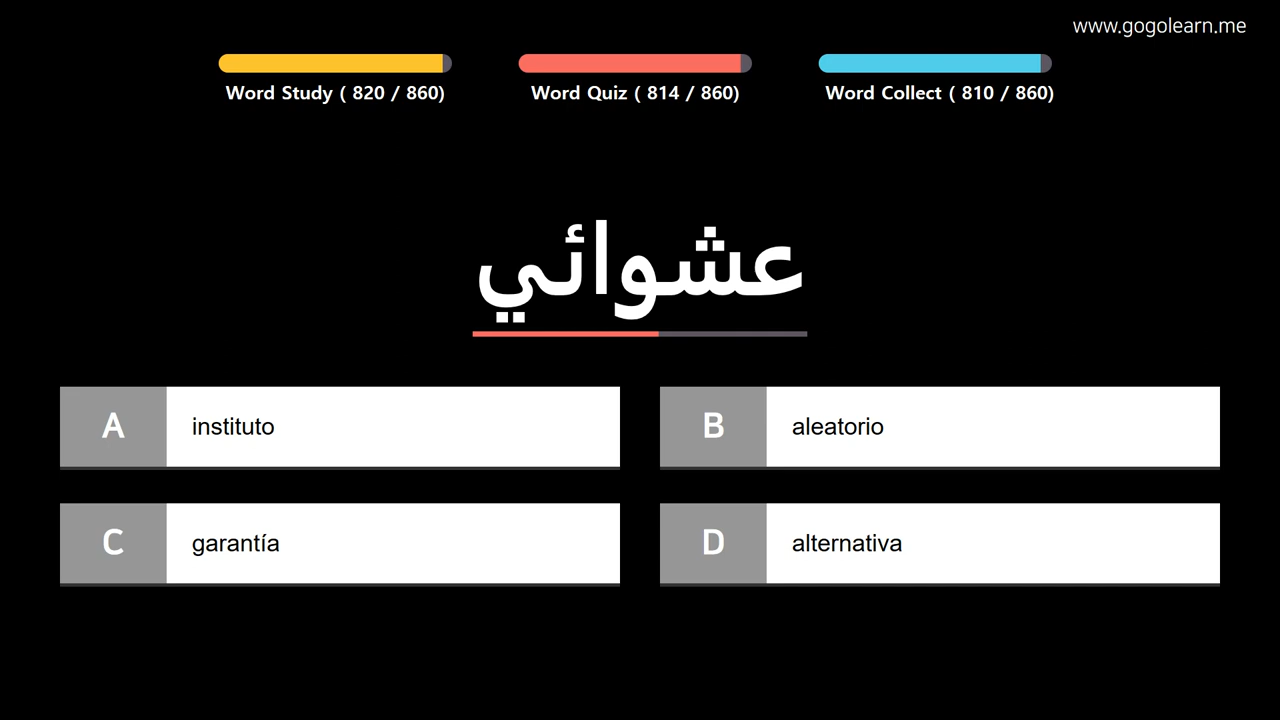 www.gogolearn.me
Word Study ( 820 / 860)
Word Quiz ( 814 / 860)
Word Collect ( 810 / 860)
عشوائي
A instituto
B aleatorio
C garantía
D alternativa